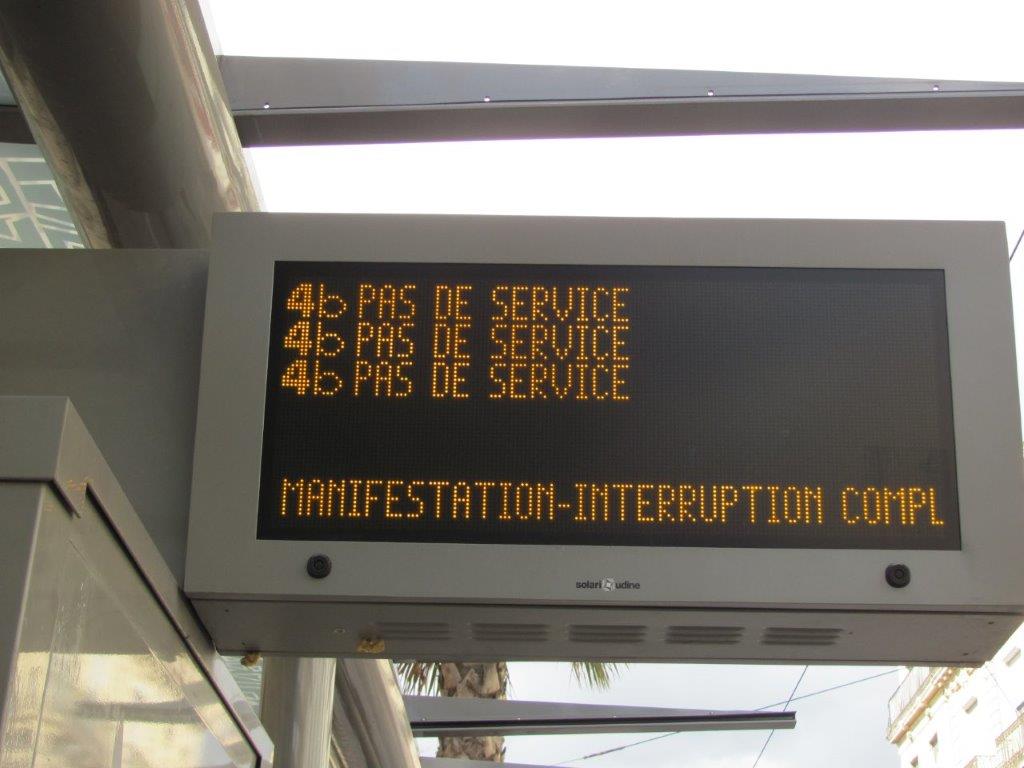 4b PAS DE SERVICE
4b PAS DE SERVICE
4b PAS DE SERVICE
MANIFESTATION-INTERRUPTION COMPL
solari udine